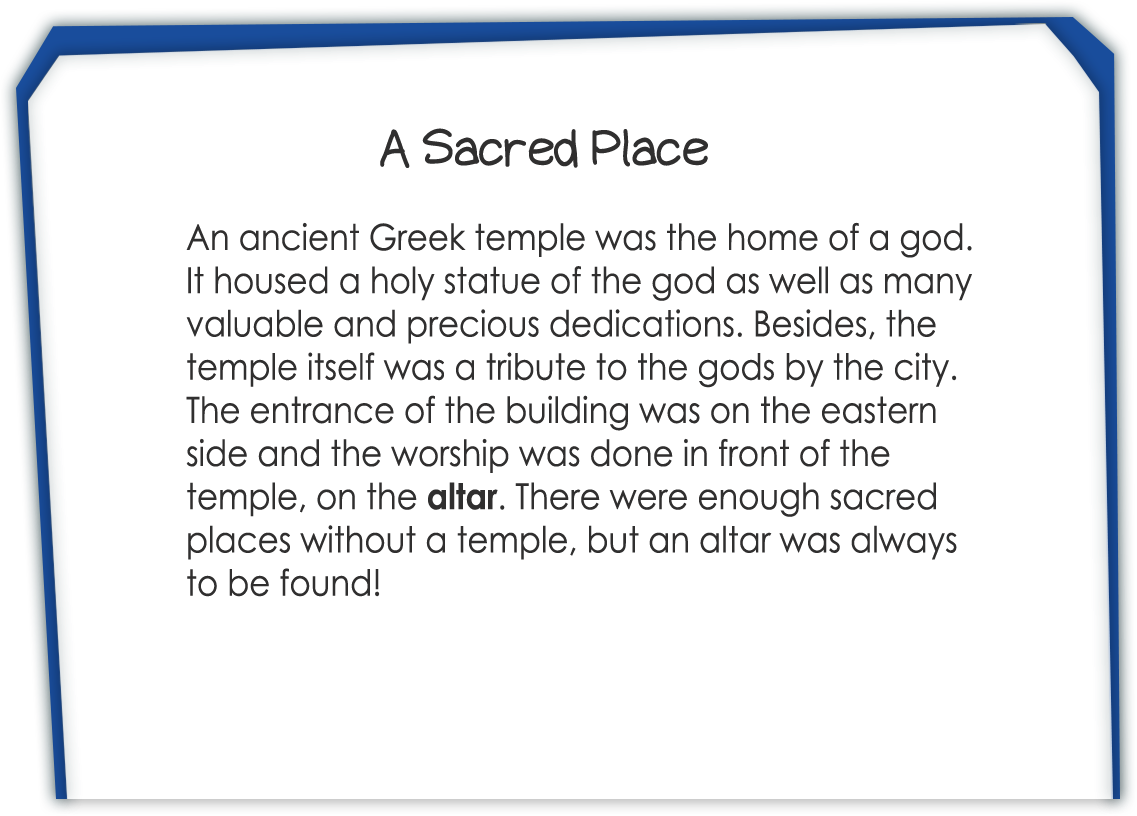 A Sacred Place
An ancient Greek temple was the home of a god.
It housed a holy statue of the god as well as many
valuable and precious dedications. Besides, the
temple itself was a tribute to the gods by the city.
The entrance of the building was on the eastern
side and the worship was done in front of the
temple, on the altar. There were enough sacred
places without a temple, but an altar was always
to be found!